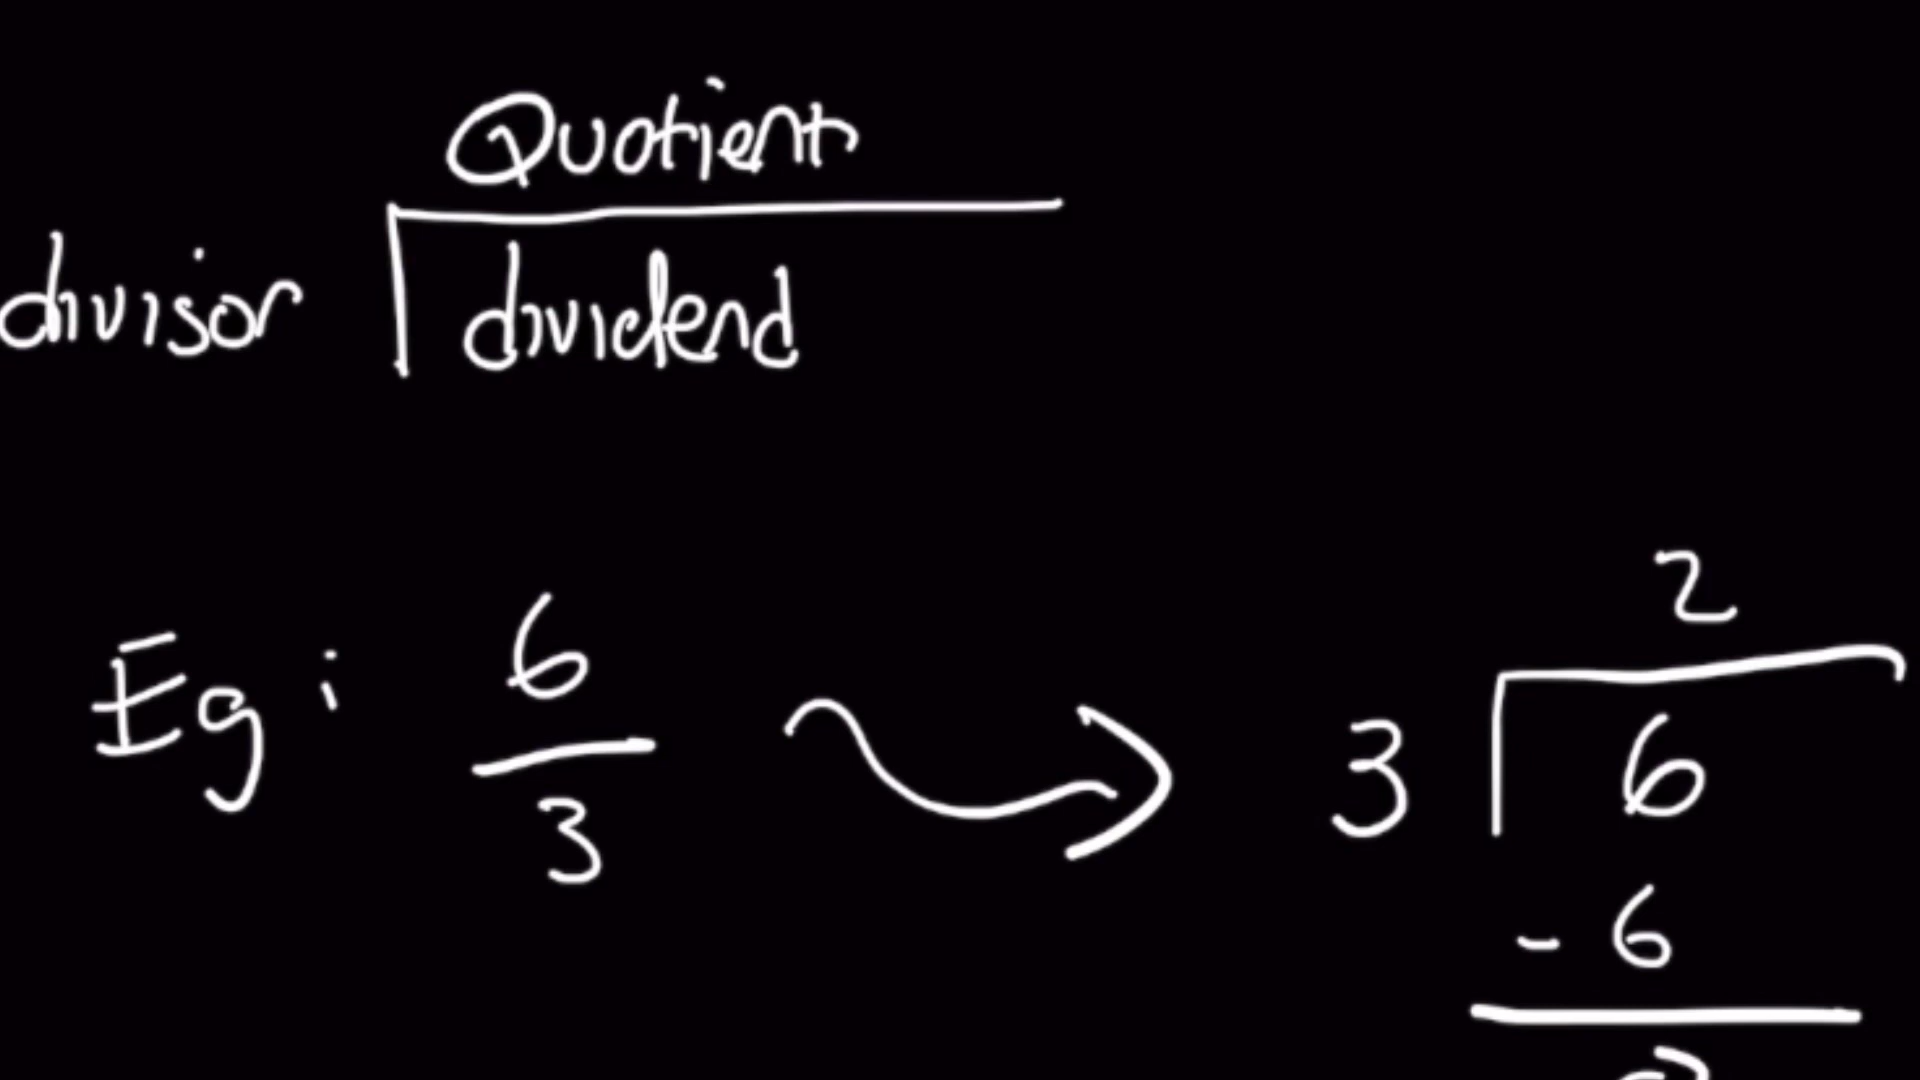 Quotient
divisor dividend
Eg: 6/3 2
3 6
- 6